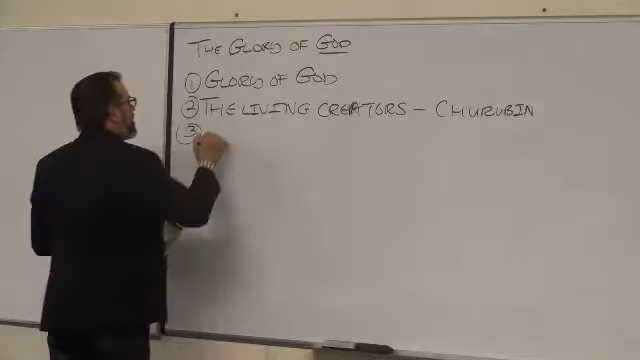 THE GLORY OF GOD
① GLORY OF GOD
② THE LIVING CREATORS - CHURUBIN
③